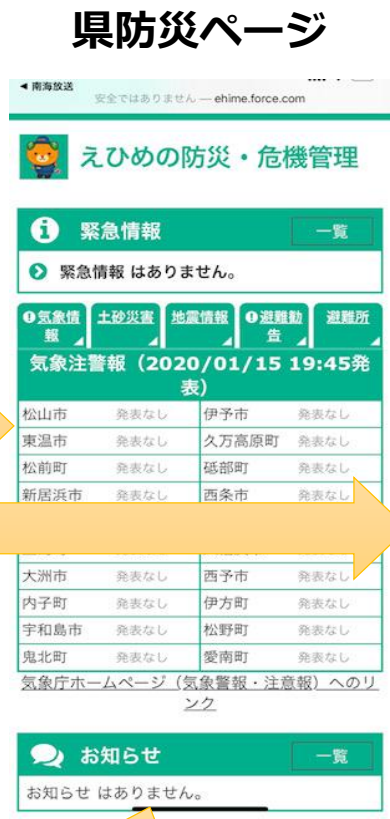 県防災ページ
◀ 南海放送
安全ではありません — ehime.force.com
えひめの防災・危機管理
緊急情報 一覧
緊急情報 はありません。
気象情報 土砂災害 地震情報 避難勧告 避難所
気象注警報（2020/01/15 19:45発表）
松山市 発表なし 伊予市 発表なし
東温市 発表なし 久万高原町 発表なし
松前町 発表なし 砥部町 発表なし
新居浜市 発表なし 西条市 発表なし
大洲市 発表なし 西予市 発表なし
内子町 発表なし 伊方町 発表なし
宇和島市 発表なし 松野町 発表なし
鬼北町 発表なし 愛南町 発表なし
気象庁ホームページ（気象警報・注意報）へのリ
ンク
お知らせ 一覧
お知らせ はありません。